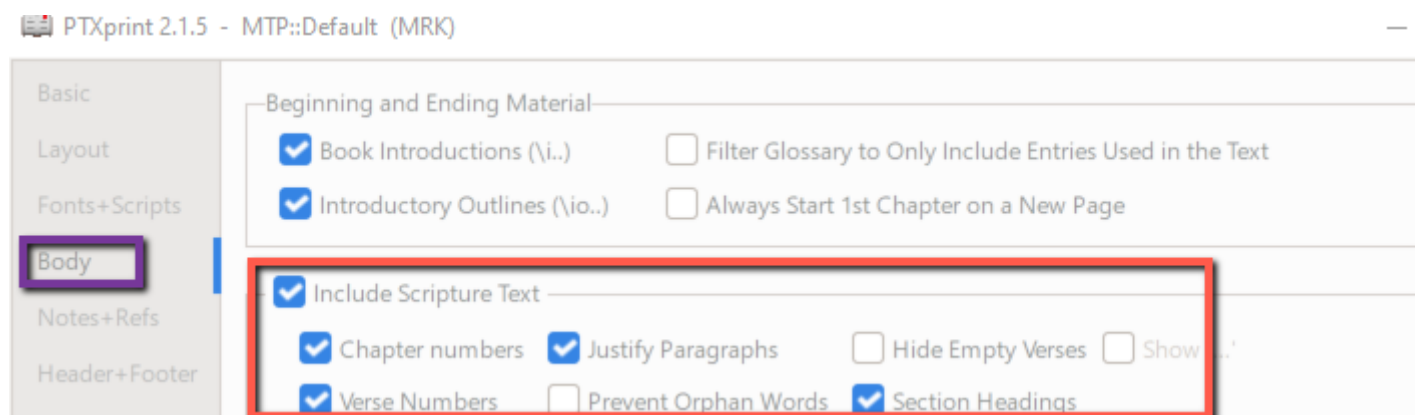 PTXprint 2.1.5 - MTP::Default (MRK)
Basic
Layout
Fonts+Scripts
Body
Notes+Refs
Header+Footer
Beginning and Ending Material
Book Introductions (\i..) Filter Glossary to Only Include Entries Used in the Text
Introductory Outlines (\io..) Always Start 1st Chapter on a New Page
Include Scripture Text
Chapter numbers Justify Paragraphs Hide Empty Verses Show
Verse Numbers Prevent Orphan Words Section Headings